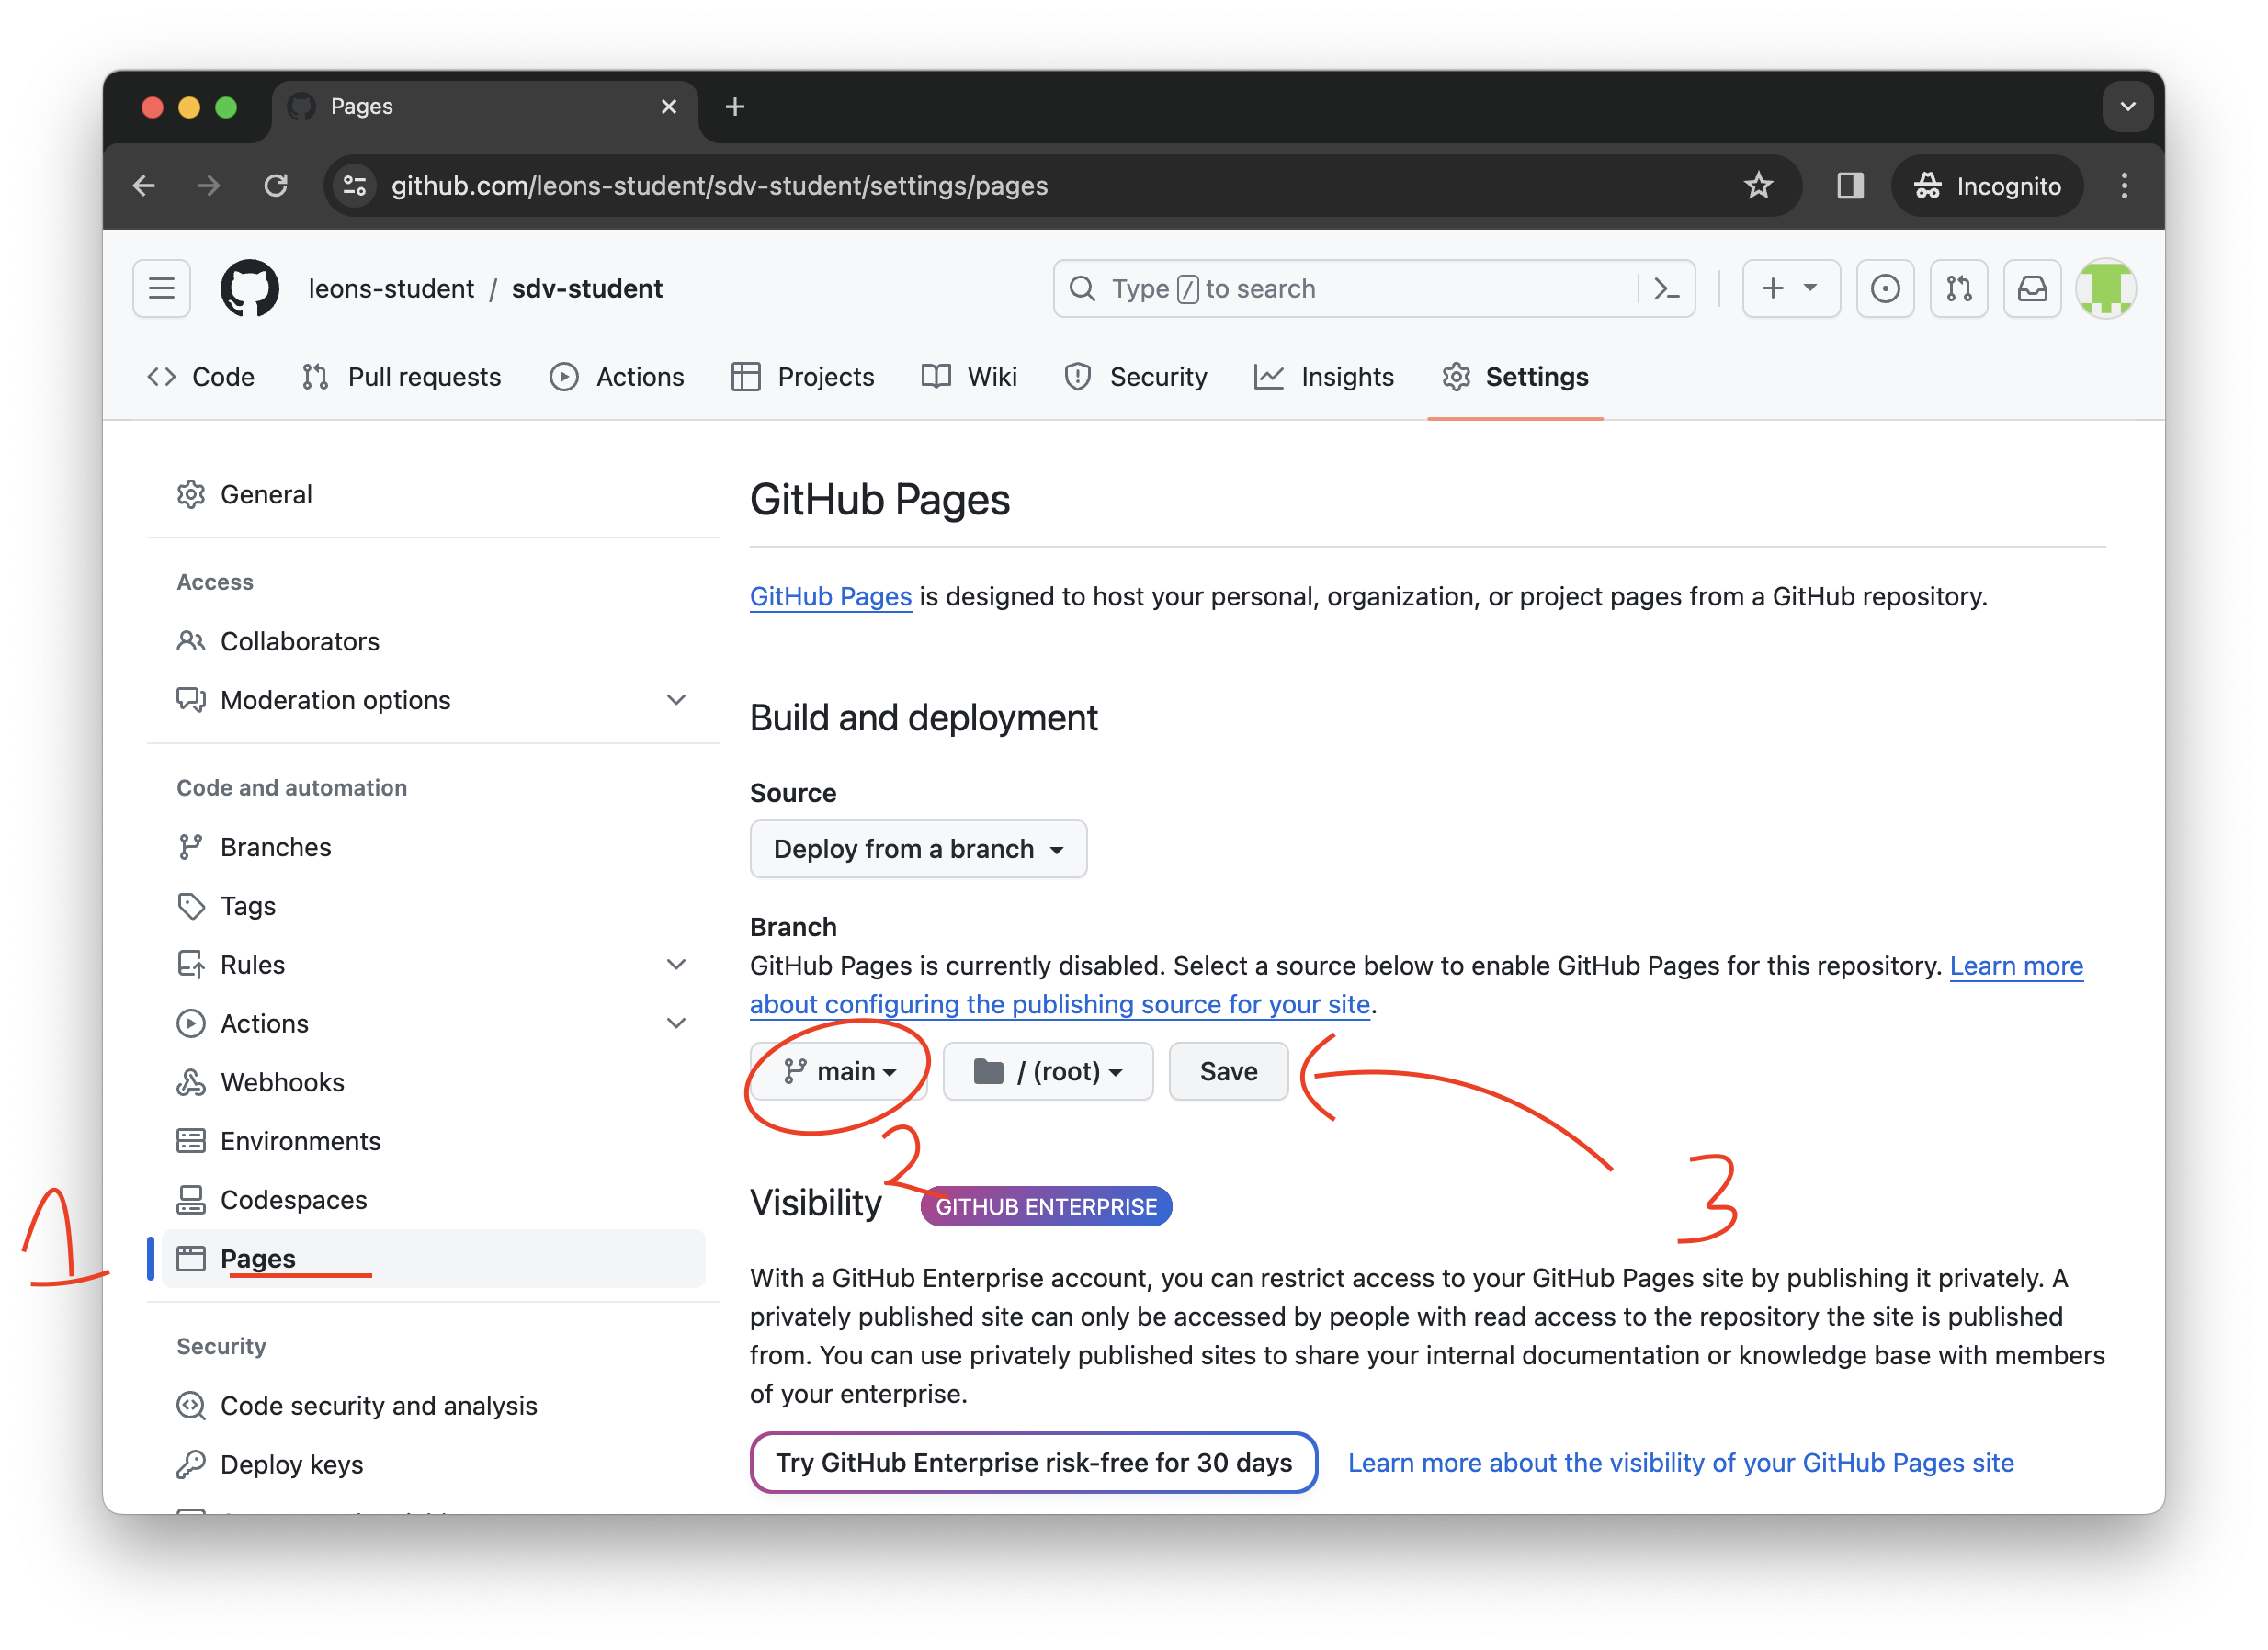 Pages
github.com/leons-student/sdv-student/settings/pages
Incognito
leons-student / sdv-student
Type / to search
Code Pull requests Actions Projects Wiki Security Insights Settings
General
Access
Collaborators
Moderation options
Code and automation
Branches
Tags
Rules
Actions
Webhooks
Environments
Codespaces
1
Pages
Security
Code security and analysis
Deploy keys
GitHub Pages
GitHub Pages is designed to host your personal, organization, or project pages from a GitHub repository.
Build and deployment
Source
Deploy from a branch
Branch
GitHub Pages is currently disabled. Select a source below to enable GitHub Pages for this repository. Learn more
about configuring the publishing source for your site.
main / (root) Save
2
3
Visibility GITHUB ENTERPRISE
With a GitHub Enterprise account, you can restrict access to your GitHub Pages site by publishing it privately. A
privately published site can only be accessed by people with read access to the repository the site is published
from. You can use privately published sites to share your internal documentation or knowledge base with members
of your enterprise.
Try GitHub Enterprise risk-free for 30 days Learn more about the visibility of your GitHub Pages site